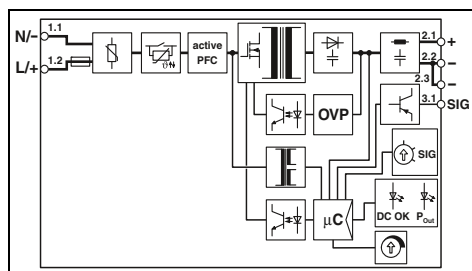 N/- 1.1
L/+ 1.2
active
PFC
2.1 +
2.2 -
2.3 -
3.1 SIG
OVP
SIG
µC
DC OK POut